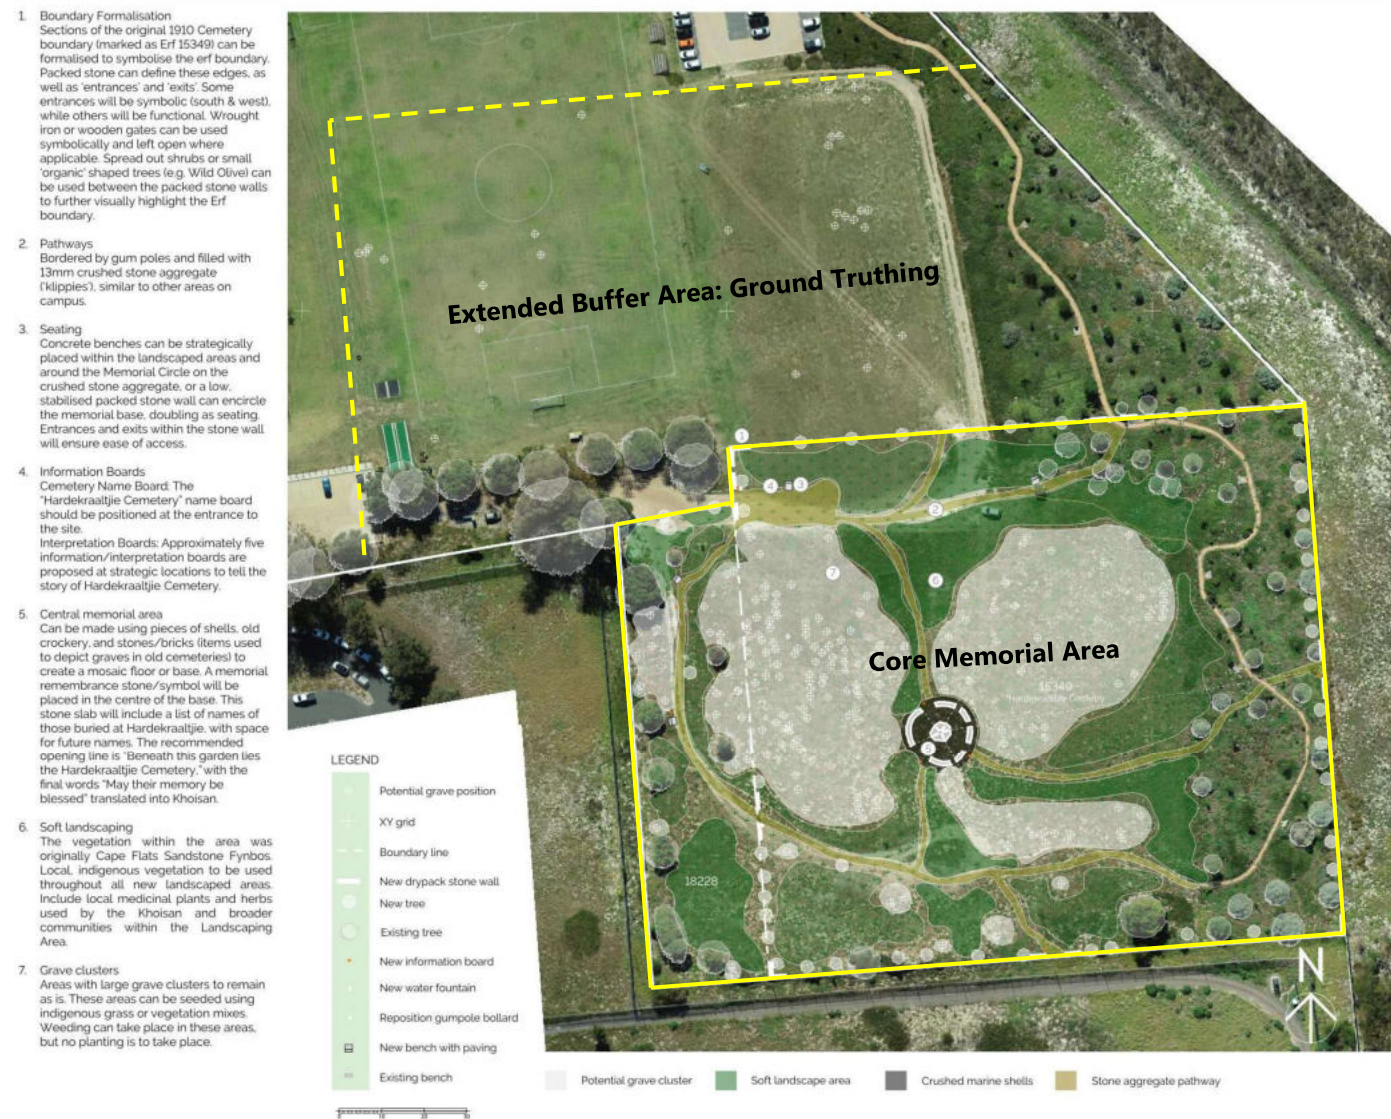 1. Boundary Formalisation
Sections of the original 1910 Cemetery
boundary (marked as Erf 15349) can be
formalised to symbolise the erf boundary.
Packed stone can define these edges, as
well as 'entrances' and 'exits'. Some
entrances will be symbolic (south & west),
while others will be functional. Wrought
iron or wooden gates can be used
symbolically and left open where
applicable. Spread out shrubs or small
'organic' shaped trees (e.g. Wild Olive) can
be used between the packed stone walls
to further visually highlight the Erf
boundary.
2. Pathways
Bordered by gum poles and filled with
13mm crushed stone aggregate
('klippies'), similar to other areas on
campus.
3. Seating
Concrete benches can be strategically
placed within the landscaped areas and
around the Memorial Circle on the
crushed stone aggregate, or a low,
stabilised packed stone wall can encircle
the memorial base, doubling as seating.
Entrances and exits within the stone wall
will ensure ease of access.
4. Information Boards
Cemetery Name Board: The
"Hardekraaltjie Cemetery" name board
should be positioned at the entrance to
the site.
Interpretation Boards: Approximately five
information/interpretation boards are
proposed at strategic locations to tell the
story of Hardekraaltjie Cemetery.
5. Central memorial area
Can be made using pieces of shells, old
crockery, and stones/bricks (items used
to depict graves in old cemeteries) to
create a mosaic floor or base. A memorial
remembrance stone/symbol will be
placed in the centre of the base. This
stone slab will include a list of names of
those buried at Hardekraaltjie, with space
for future names. The recommended
opening line is "Beneath this garden lies
the Hardekraaltjie Cemetery," with the
final words "May their memory be
blessed" translated into Khoisan.
6. Soft landscaping
The vegetation within the area was
originally Cape Flats Sandstone Fynbos.
Local, indigenous vegetation to be used
throughout all new landscaped areas.
Include local medicinal plants and herbs
used by the Khoisan and broader
communities within the Landscaping
Area.
7. Grave clusters
Areas with large grave clusters to remain
as is. These areas can be seeded using
indigenous grass or vegetation mixes.
Weeding can take place in these areas,
but no planting is to take place.
Extended Buffer Area: Ground Truthing
1
4
3
2
7
6
Core Memorial Area
15349
Hardekraaltjie Cemetery
5
18228
N
LEGEND
Potential grave position
XY grid
Boundary line
New drypack stone wall
New tree
Existing tree
New information board
New water fountain
Reposition gumpole bollard
New bench with paving
Existing bench
0 10 20 30
Potential grave cluster
Soft landscape area
Crushed marine shells
Stone aggregate pathway